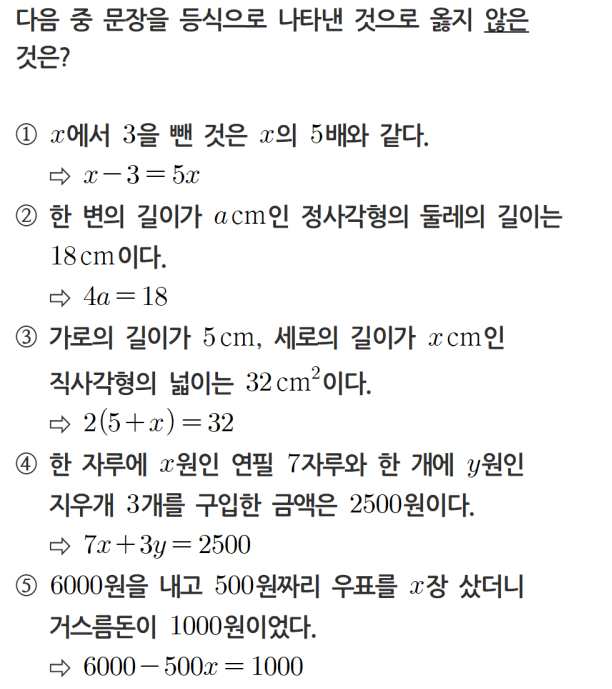 다음 중 문장을 등식으로 나타낸 것으로 옳지 않은
것은?
① x에서 3을 뺀 것은 x의 5배와 같다.
⇨ x-3=5x
② 한 변의 길이가 a cm인 정사각형의 둘레의 길이는
18 cm이다.
⇨ 4a=18
③ 가로의 길이가 5 cm, 세로의 길이가 x cm인
직사각형의 넓이는 32 cm²이다.
⇨ 2(5+x)=32
④ 한 자루에 x원인 연필 7자루와 한 개에 y원인
지우개 3개를 구입한 금액은 2500원이다.
⇨ 7x+3y=2500
⑤ 6000원을 내고 500원짜리 우표를 x장 샀더니
거스름돈이 1000원이었다.
⇨ 6000-500x=1000